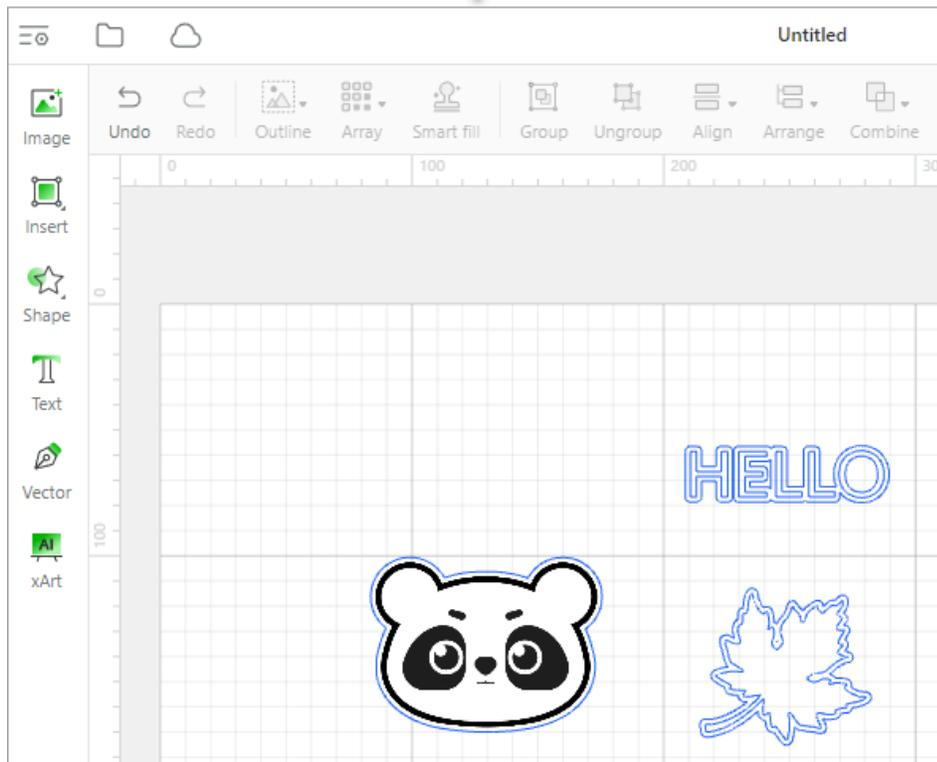 Untitled
Image
Undo Redo Outline Array Smart fill Group Ungroup Align Arrange Combine
0 100 200 30
Insert
Shape
0
Text
HELLO
Vector
100
AI
xArt